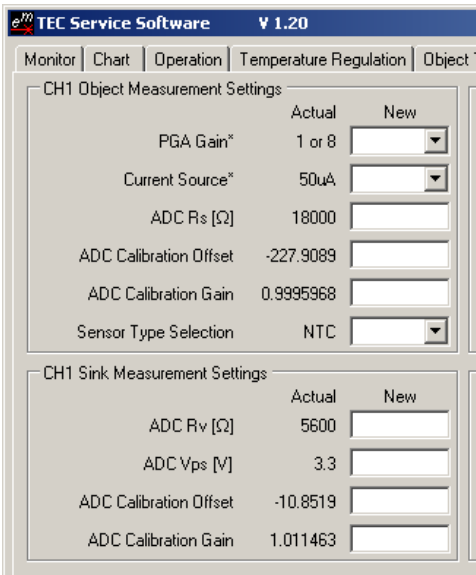 em TEC Service Software V 1.20
Monitor Chart Operation Temperature Regulation Object
CH1 Object Measurement Settings
Actual New
PGA Gain* 1 or 8
Current Source* 50uA
ADC Rs [Ω] 18000
ADC Calibration Offset -227.9089
ADC Calibration Gain 0.9995968
Sensor Type Selection NTC
CH1 Sink Measurement Settings
Actual New
ADC Rv [Ω] 5600
ADC Vps [V] 3.3
ADC Calibration Offset -10.8519
ADC Calibration Gain 1.011463